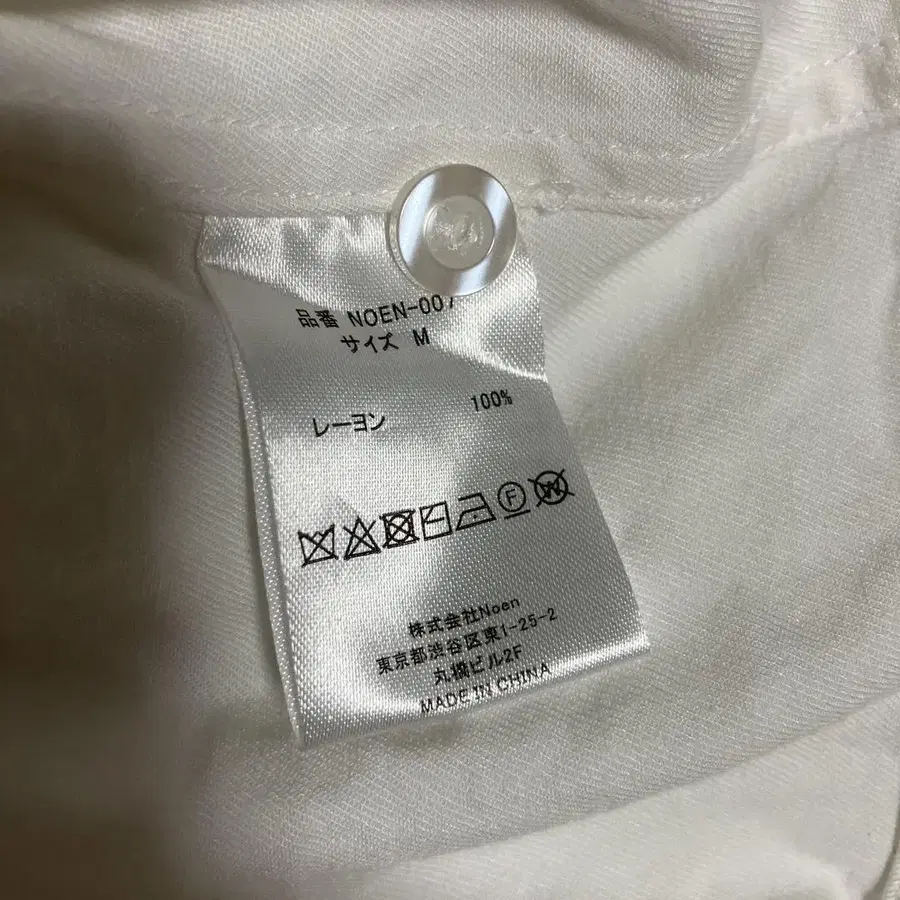 品番 NOEN-007
サイズ M
レーヨン 100%
F W
株式会社Noen
東京都渋谷区東1-25-2
丸橋ビル2F
MADE IN CHINA